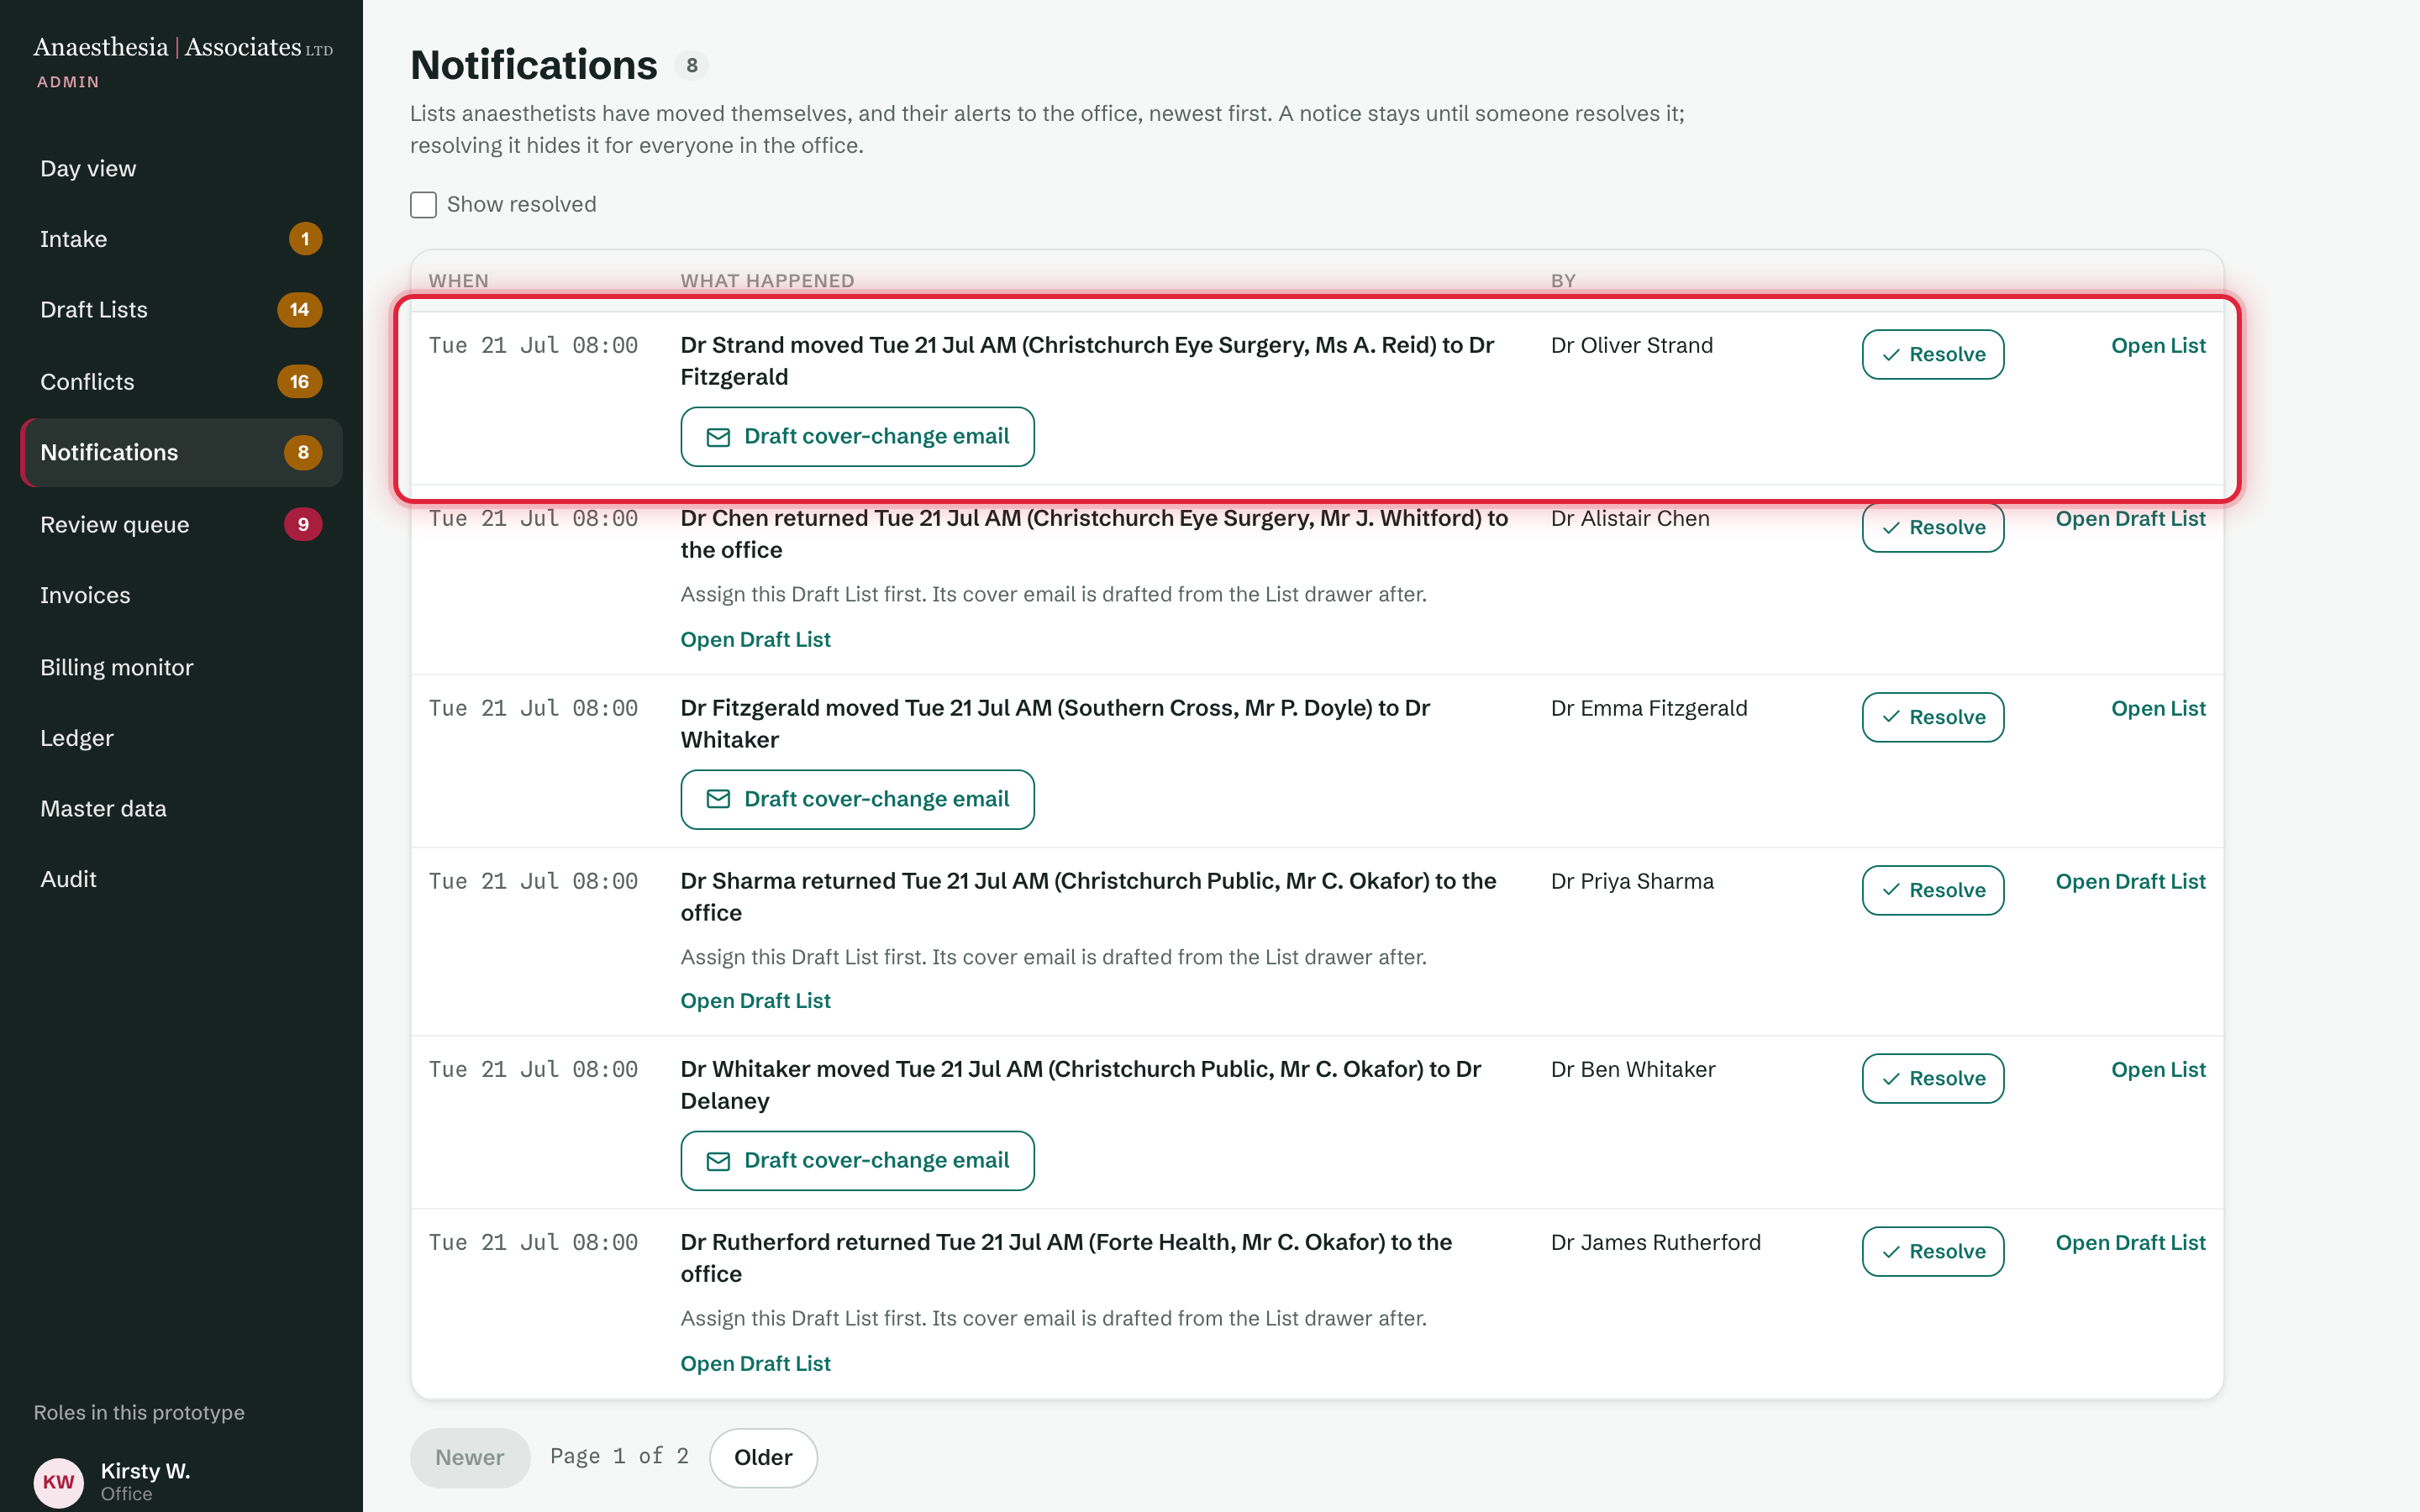 Anaesthesia | Associates LTD
ADMIN
Day view
Intake 1
Draft Lists 14
Conflicts 16
Notifications 8
Review queue 9
Invoices
Billing monitor
Ledger
Master data
Audit
Roles in this prototype
KW Kirsty W.
Office
Notifications 8
Lists anaesthetists have moved themselves, and their alerts to the office, newest first. A notice stays until someone resolves it;
resolving it hides it for everyone in the office.
Show resolved
WHEN WHAT HAPPENED BY
Tue 21 Jul 08:00 Dr Strand moved Tue 21 Jul AM (Christchurch Eye Surgery, Ms A. Reid) to Dr Dr Oliver Strand Resolve Open List
Fitzgerald
Draft cover-change email
Tue 21 Jul 08:00 Dr Chen returned Tue 21 Jul AM (Christchurch Eye Surgery, Mr J. Whitford) to Dr Alistair Chen Resolve Open Draft List
the office
Assign this Draft List first. Its cover email is drafted from the List drawer after.
Open Draft List
Tue 21 Jul 08:00 Dr Fitzgerald moved Tue 21 Jul AM (Southern Cross, Mr P. Doyle) to Dr Dr Emma Fitzgerald Resolve Open List
Whitaker
Draft cover-change email
Tue 21 Jul 08:00 Dr Sharma returned Tue 21 Jul AM (Christchurch Public, Mr C. Okafor) to the Dr Priya Sharma Resolve Open Draft List
office
Assign this Draft List first. Its cover email is drafted from the List drawer after.
Open Draft List
Tue 21 Jul 08:00 Dr Whitaker moved Tue 21 Jul AM (Christchurch Public, Mr C. Okafor) to Dr Dr Ben Whitaker Resolve Open List
Delaney
Draft cover-change email
Tue 21 Jul 08:00 Dr Rutherford returned Tue 21 Jul AM (Forte Health, Mr C. Okafor) to the Dr James Rutherford Resolve Open Draft List
office
Assign this Draft List first. Its cover email is drafted from the List drawer after.
Open Draft List
Newer Page 1 of 2 Older